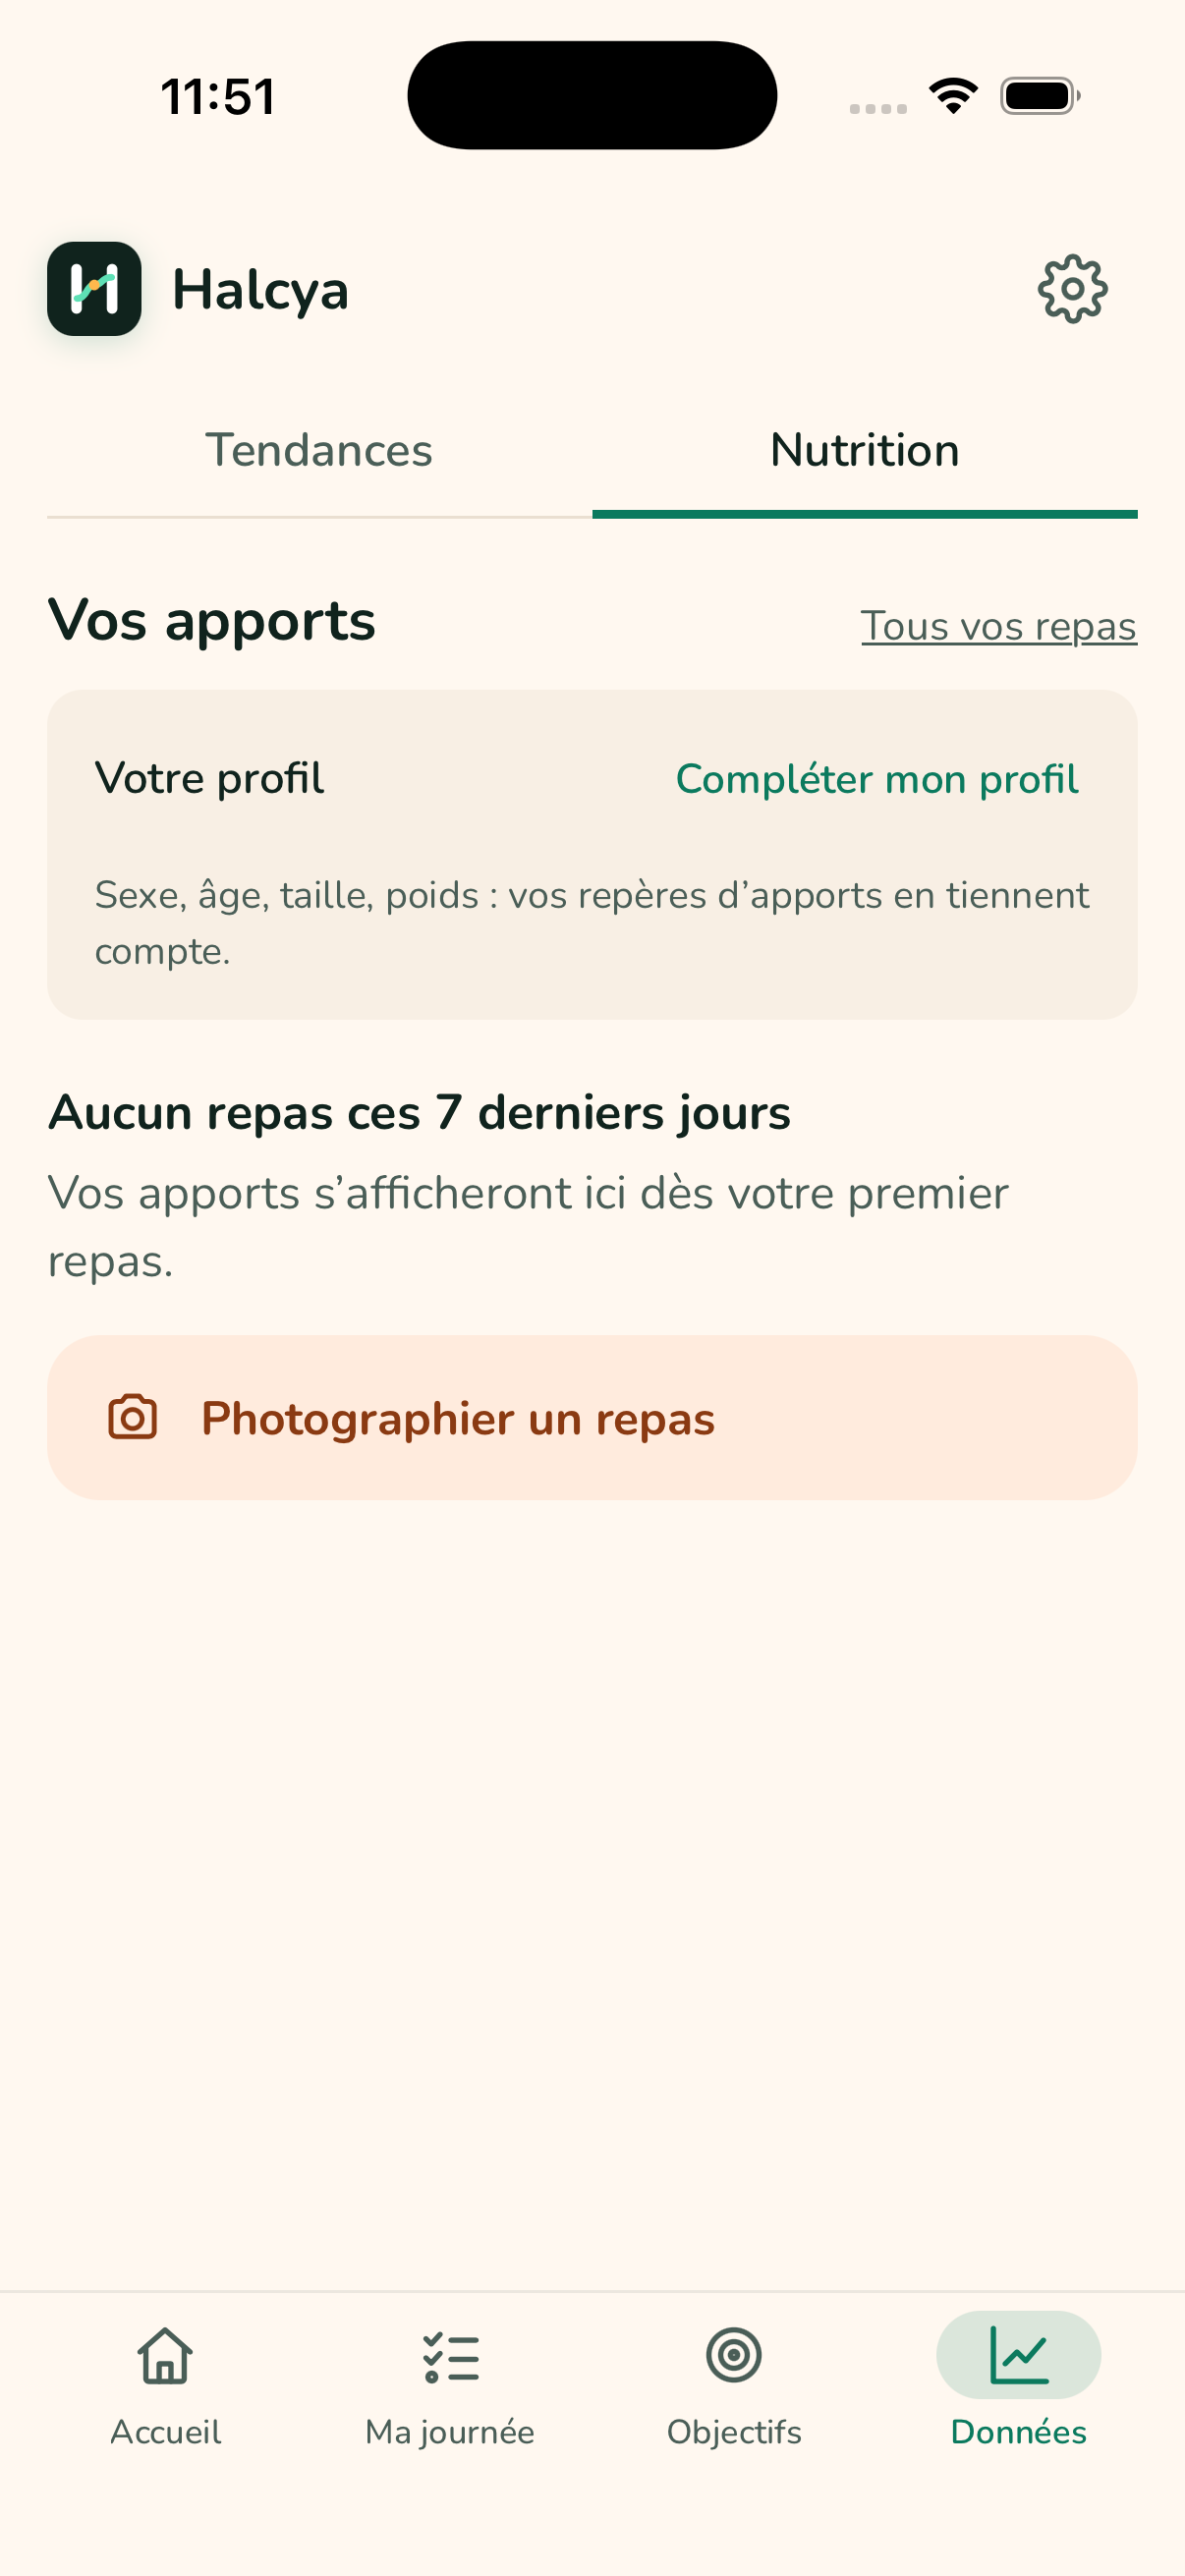 11:51
Halcya
Tendances
Nutrition
Vos apports
Tous vos repas
Votre profil
Compléter mon profil
Sexe, âge, taille, poids : vos repères d’apports en tiennent
compte.
Aucun repas ces 7 derniers jours
Vos apports s’afficheront ici dès votre premier
repas.
Photographier un repas
Accueil
Ma journée
Objectifs
Données